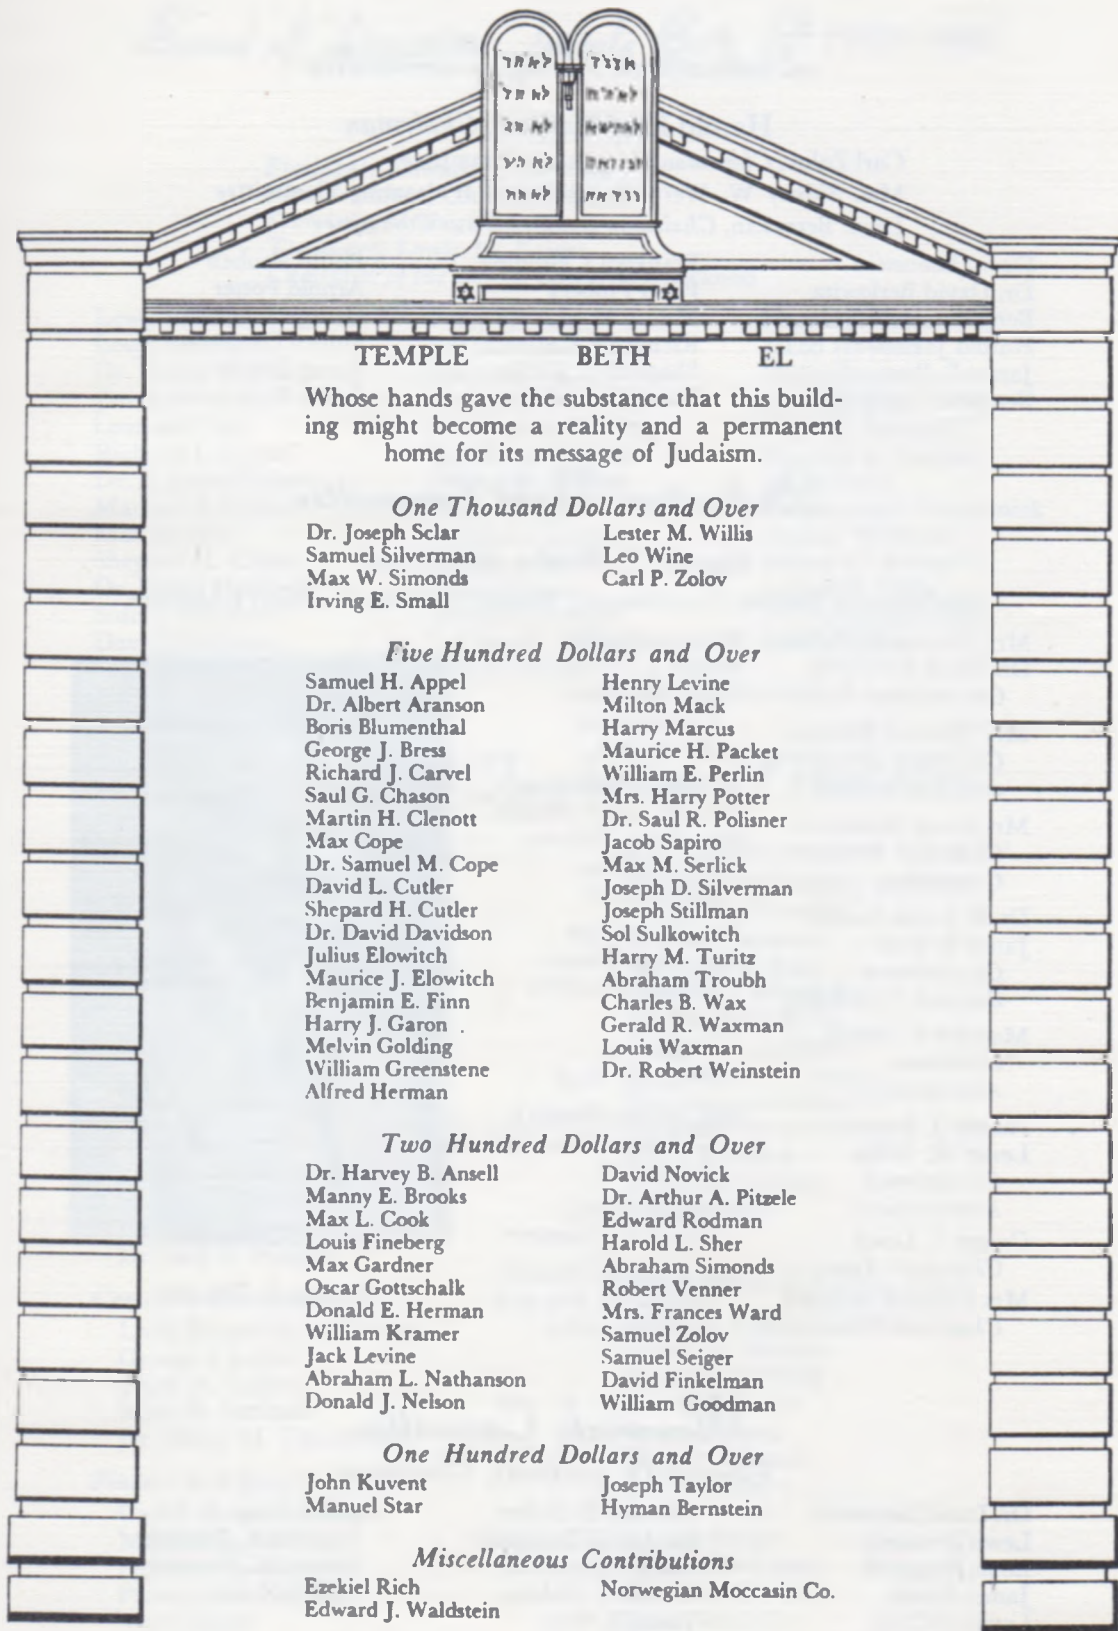 TEMPLE BETH EL
Whose hands gave the substance that this build-
ing might become a reality and a permanent
home for its message of Judaism.
One Thousand Dollars and Over
Dr. Joseph Sclar
Samuel Silverman
Max W. Simonds
Irving E. Small
Lester M. Willis
Leo Wine
Carl P. Zolov
Five Hundred Dollars and Over
Samuel H. Appel
Dr. Albert Aranson
Boris Blumenthal
George J. Bress
Richard J. Carvel
Saul G. Chason
Martin H. Clenott
Max Cope
Dr. Samuel M. Cope
David L. Cutler
Shepard H. Cutler
Dr. David Davidson
Julius Elowitch
Maurice J. Elowitch
Benjamin E. Finn
Harry J. Garon
Melvin Golding
William Greenstene
Alfred Herman
Henry Levine
Milton Mack
Harry Marcus
Maurice H. Packet
William E. Perlin
Mrs. Harry Potter
Dr. Saul R. Polisner
Jacob Sapiro
Max M. Serlick
Joseph D. Silverman
Joseph Stillman
Sol Sulkowitch
Harry M. Turitz
Abraham Troubh
Charles B. Wax
Gerald R. Waxman
Louis Waxman
Dr. Robert Weinstein
Two Hundred Dollars and Over
Dr. Harvey B. Ansell
Manny E. Brooks
Max L. Cook
Louis Fineberg
Max Gardner
Oscar Gottschalk
Donald E. Herman
William Kramer
Jack Levine
Abraham L. Nathanson
Donald J. Nelson
David Novick
Dr. Arthur A. Pitzele
Edward Rodman
Harold L. Sher
Abraham Simonds
Robert Venner
Mrs. Frances Ward
Samuel Zolov
Samuel Seiger
David Finkelman
William Goodman
One Hundred Dollars and Over
John Kuvent
Manuel Star
Joseph Taylor
Hyman Bernstein
Miscellaneous Contributions
Ezekiel Rich
Edward J. Waldstein
Norwegian Moccasin Co.